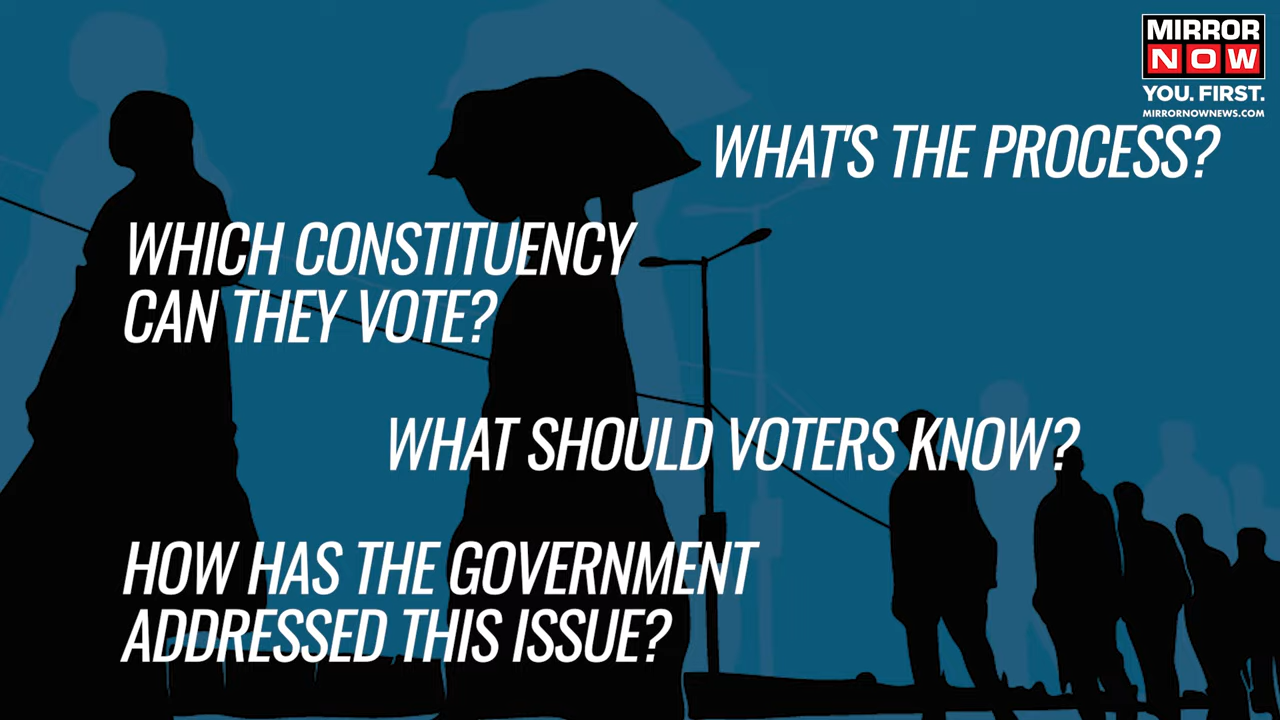 MIRROR
NOW
YOU. FIRST.
MIRRORNOWNEWS.COM
WHAT'S THE PROCESS?
WHICH CONSTITUENCY
CAN THEY VOTE?
WHAT SHOULD VOTERS KNOW?
HOW HAS THE GOVERNMENT
ADDRESSED THIS ISSUE?